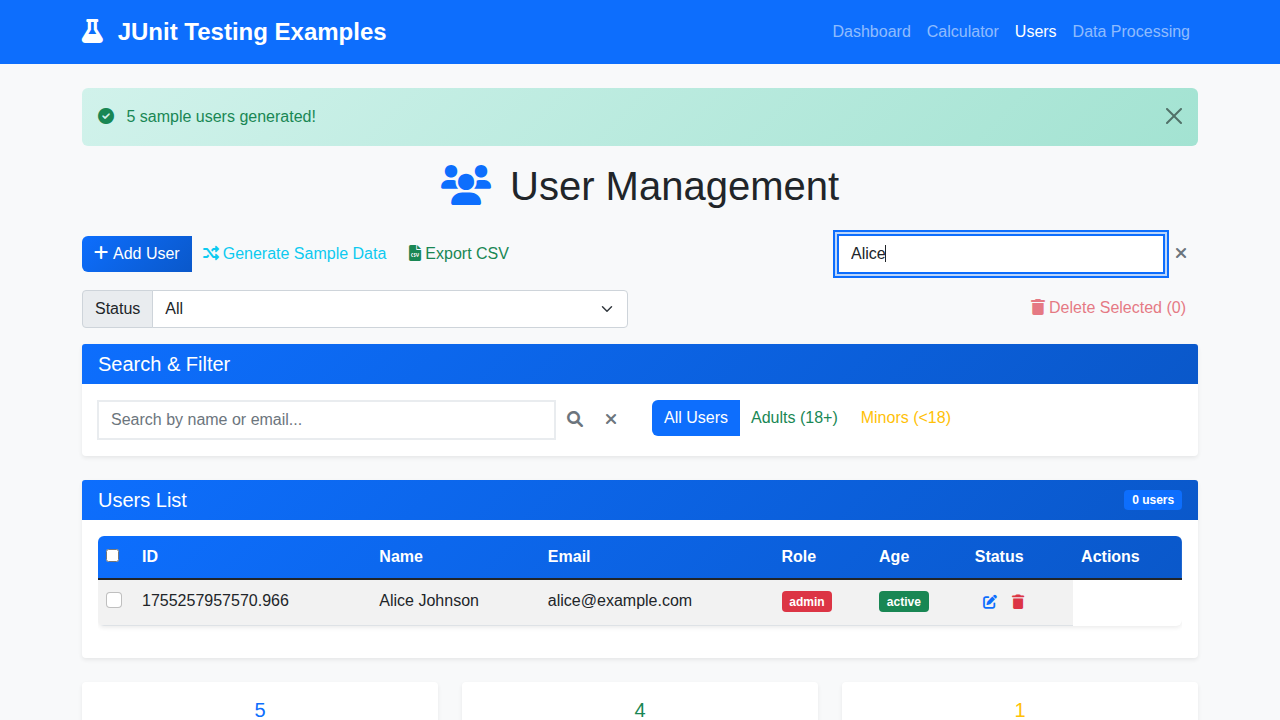 JUnit Testing Examples
Dashboard Calculator Users Data Processing
5 sample users generated!
User Management
Add User Generate Sample Data Export CSV Alice
Status All Delete Selected (0)
Search & Filter
Search by name or email... All Users Adults (18+) Minors (<18)
Users List 0 users
ID Name Email Role Age Status Actions
1755257957570.966 Alice Johnson alice@example.com admin active
5 4 1